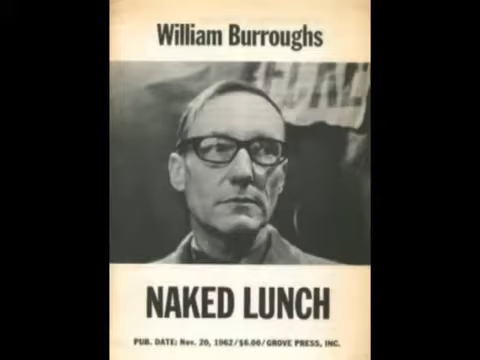 William Burroughs
NAKED LUNCH
PUB. DATE: Nov. 20, 1962/$6.00/GROVE PRESS, INC.